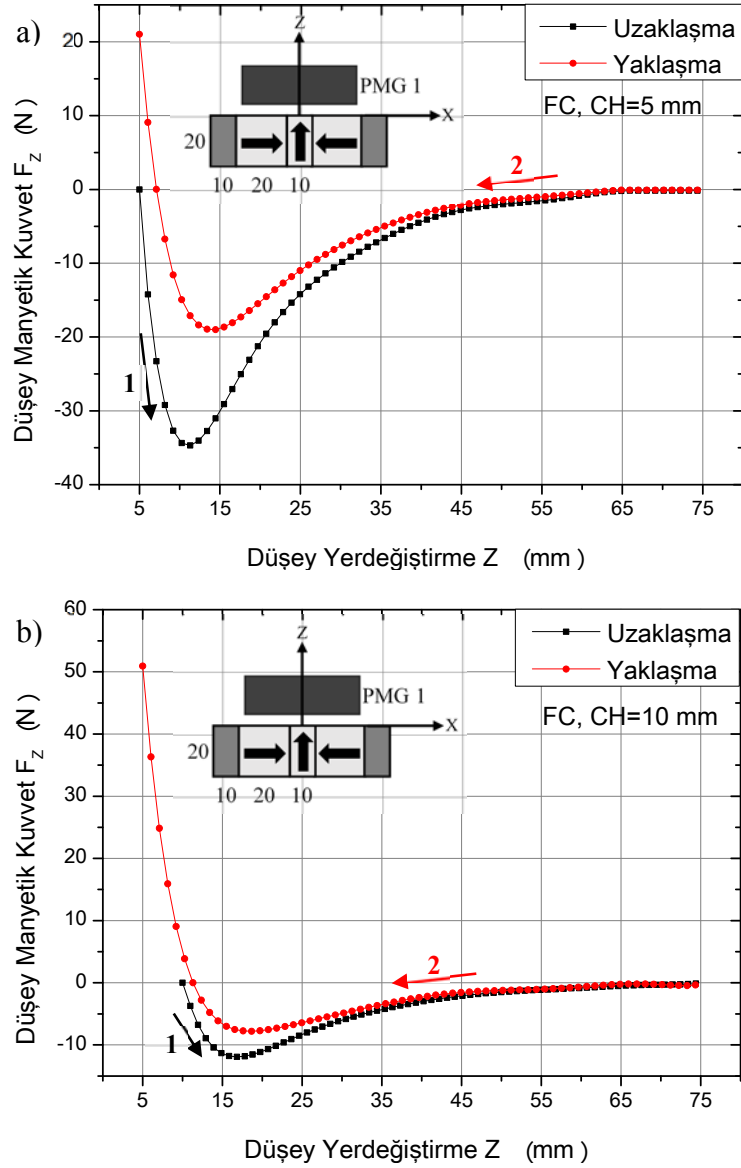 a)
Uzaklaşma
Yaklaşma
FC, CH=5 mm
Z
PMG 1
X
20
10 20 10
2
1
20
10
0
-10
-20
-30
-40
5 15 25 35 45 55 65 75
Düşey Manyetik Kuvvet F_Z (N)
Düşey Yerdeğiştirme Z (mm )
b)
Uzaklaşma
Yaklaşma
FC, CH=10 mm
Z
PMG 1
X
20
10 20 10
2
1
60
50
40
30
20
10
0
-10
5 15 25 35 45 55 65 75
Düşey Manyetik Kuvvet F_Z (N)
Düşey Yerdeğiştirme Z (mm )